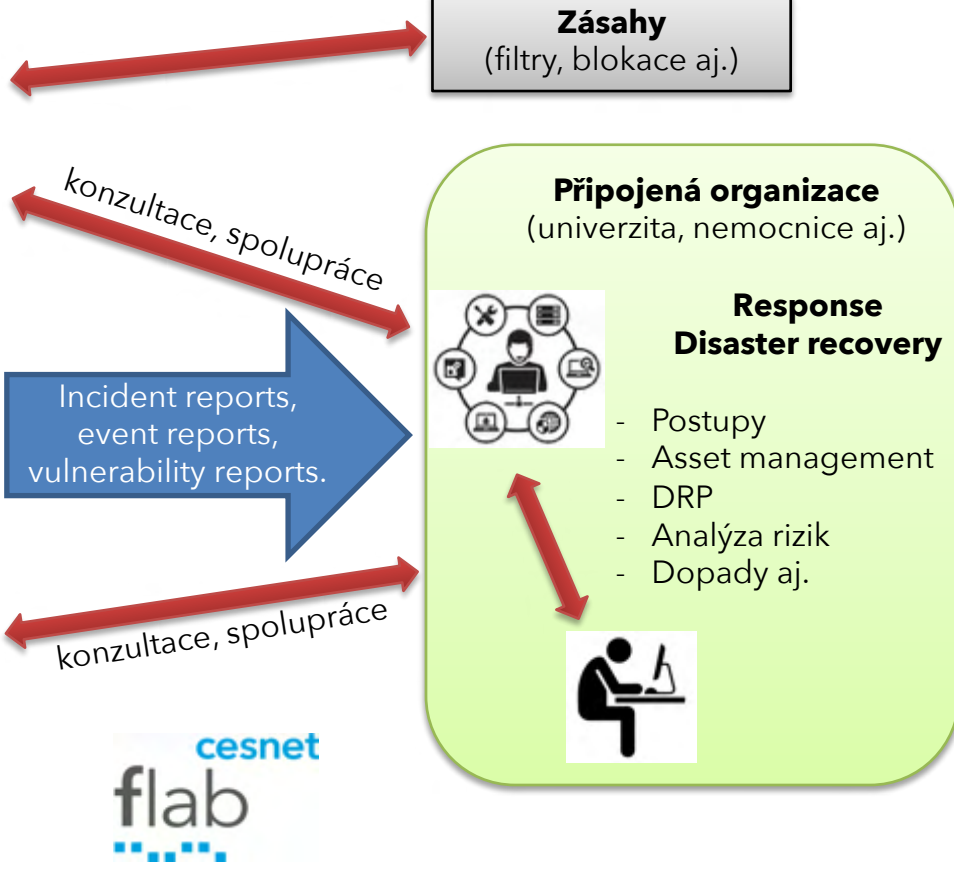 Zásahy
(filtry, blokace aj.)
konzultace, spolupráce
Připojená organizace
(univerzita, nemocnice aj.)
Response
Disaster recovery
Incident reports,
event reports,
vulnerability reports.
- Postupy
- Asset management
- DRP
- Analýza rizik
- Dopady aj.
konzultace, spolupráce
cesnet
flab